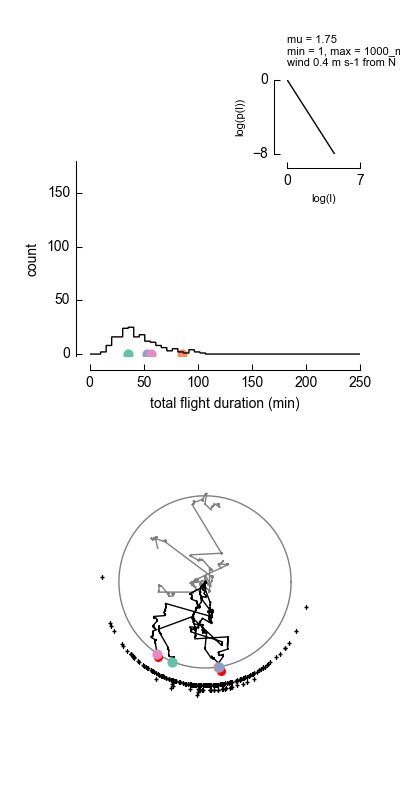 mu = 1.75
min = 1, max = 1000_m
wind 0.4 m s-1 from N
0
log(p(l))
−8
0
7
log(l)
150
100
50
0
count
0
50
100
150
200
250
total flight duration (min)